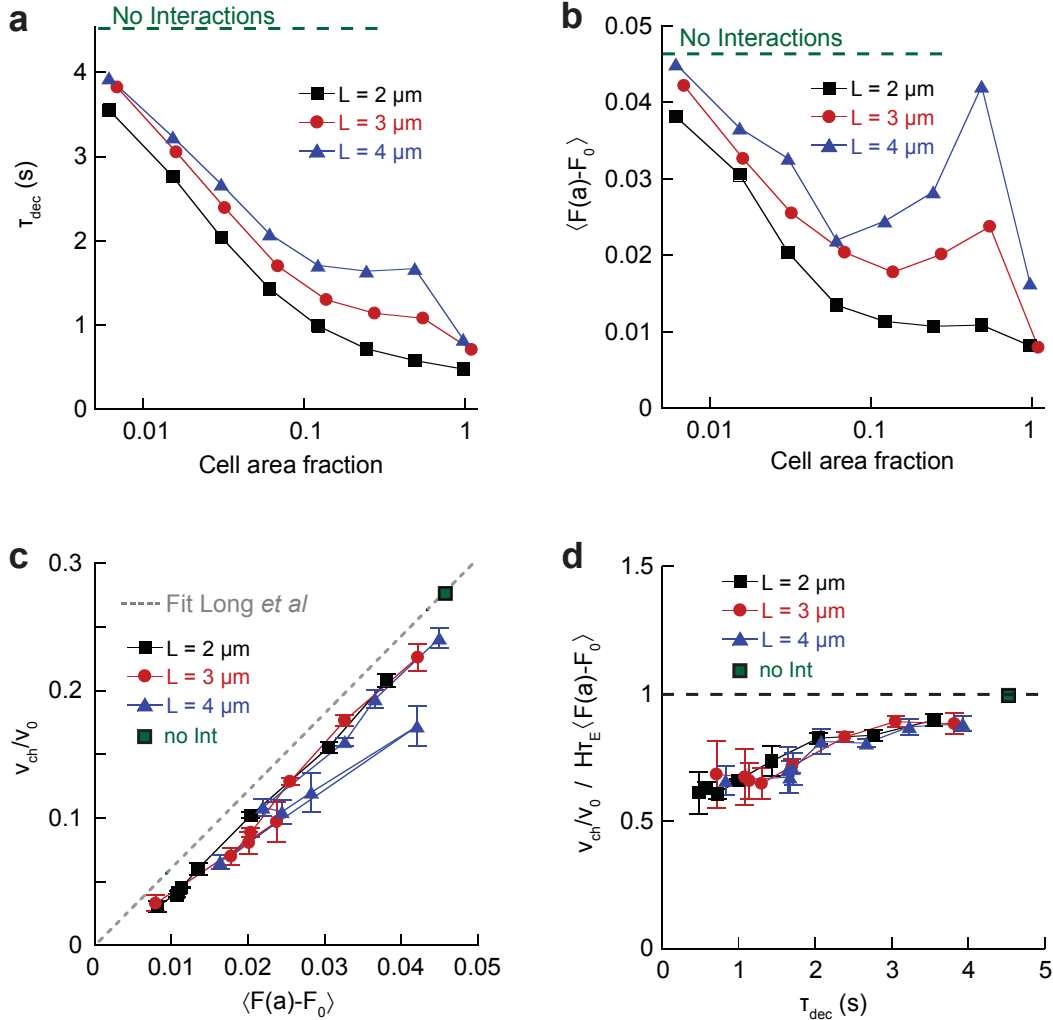 a
No Interactions
L = 2 μm
L = 3 μm
L = 4 μm
4
3
2
1
0
τdec (s)
0.01
0.1
1
Cell area fraction
b
No Interactions
L = 2 μm
L = 3 μm
L = 4 μm
0.05
0.04
0.03
0.02
0.01
0
⟨F(a)-F0⟩
0.01
0.1
1
Cell area fraction
c
Fit Long et al
L = 2 μm
L = 3 μm
L = 4 μm
no Int
0.3
0.2
0.1
0
vch/v0
0
0.01
0.02
0.03
0.04
0.05
⟨F(a)-F0⟩
d
L = 2 μm
L = 3 μm
L = 4 μm
no Int
1.5
1
0.5
0
vch/v0 / HτE⟨F(a)-F0⟩
0
1
2
3
4
5
τdec (s)